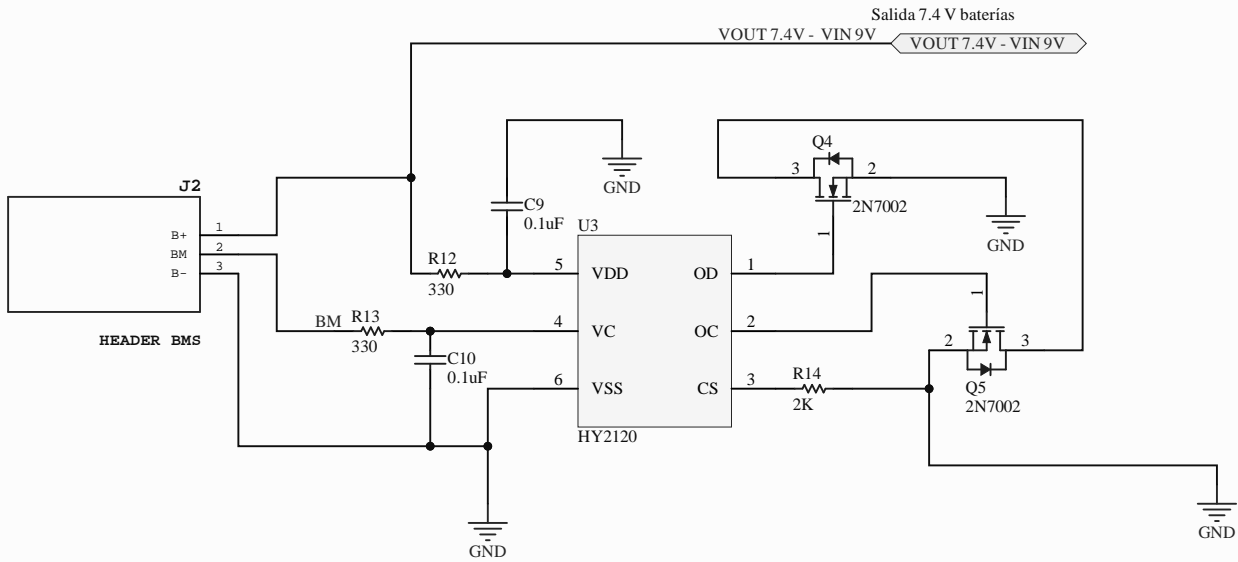 Salida 7.4 V baterías
VOUT 7.4V - VIN 9V
VOUT 7.4V - VIN 9V
J2
B+ 1
BM 2
B- 3
HEADER BMS
GND
C9
0.1uF
R12
330
BM
R13
330
C10
0.1uF
GND
U3
5 VDD
4 VC
6 VSS
OD 1
OC 2
CS 3
HY2120
Q4
3
2
1
2N7002
GND
1
2
3
Q5
2N7002
R14
2K
GND